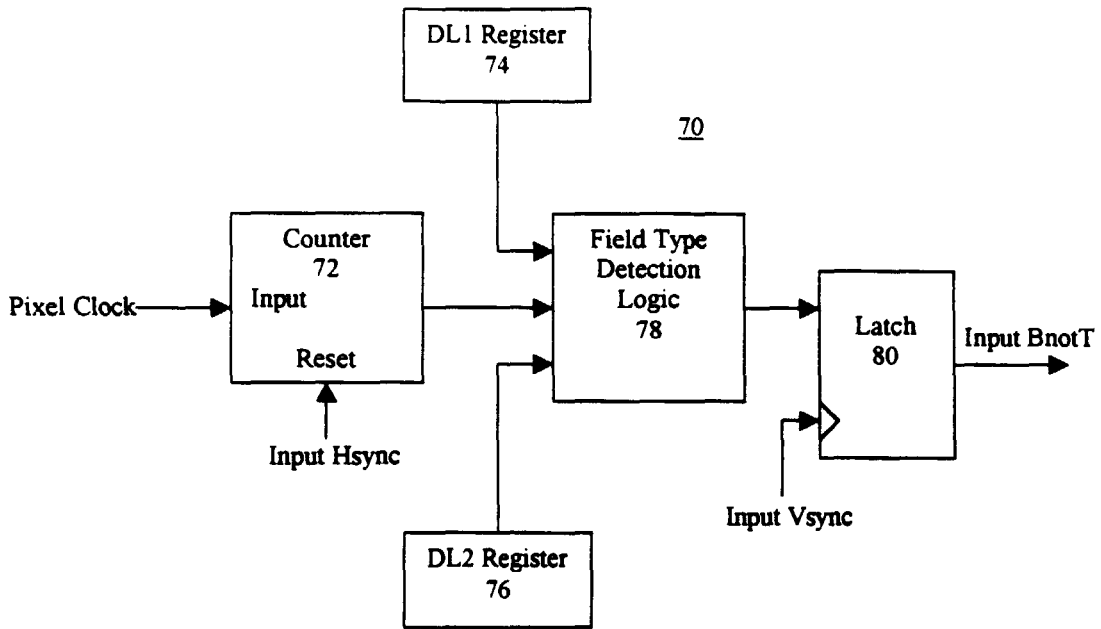 DL1 Register
74
70
Counter
72
Input
Reset
Pixel Clock
Input Hsync
Field Type
Detection
Logic
78
Latch
80
Input BnotT
Input Vsync
DL2 Register
76